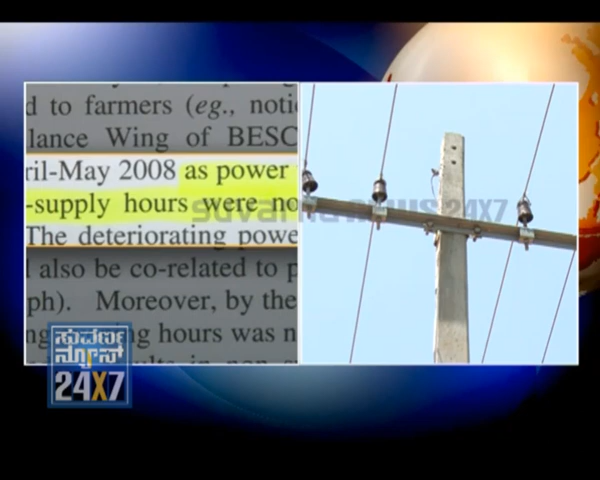 d to farmers (eg., notic
lance Wing of BESC
ril-May 2008 as power
-supply hours were no
The deteriorating powe
also be co-related to p
ph). Moreover, by the
hours was n
suvarna NEWS 24X7
ಸುವರ್ಣ
ನ್ಯೂಸ್
24X7